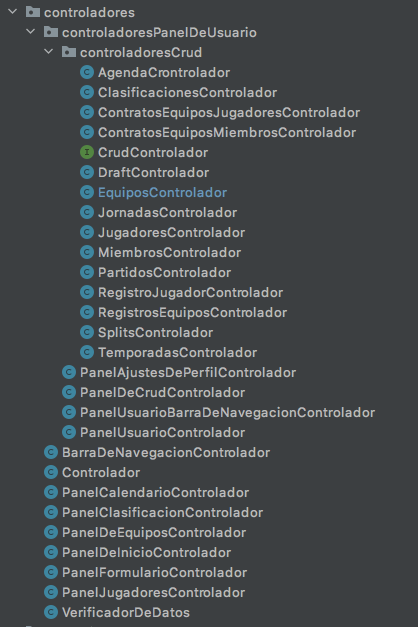 controladores
controladoresPanelDeUsuario
controladoresCrud
AgendaCrontrolador
ClasificacionesControlador
ContratosEquiposJugadoresControlador
ContratosEquiposMiembrosControlador
CrudControlador
DraftControlador
EquiposControlador
JornadasControlador
JugadoresControlador
MiembrosControlador
PartidosControlador
RegistroJugadorControlador
RegistrosEquiposControlador
SplitsControlador
TemporadasControlador
PanelAjustesDePerfilControlador
PanelDeCrudControlador
PanelUsuarioBarraDeNavegacionControlador
PanelUsuarioControlador
BarraDeNavegacionControlador
Controlador
PanelCalendarioControlador
PanelClasificacionControlador
PanelDeEquiposControlador
PanelDeInicioControlador
PanelFormularioControlador
PanelJugadoresControlador
VerificadorDeDatos